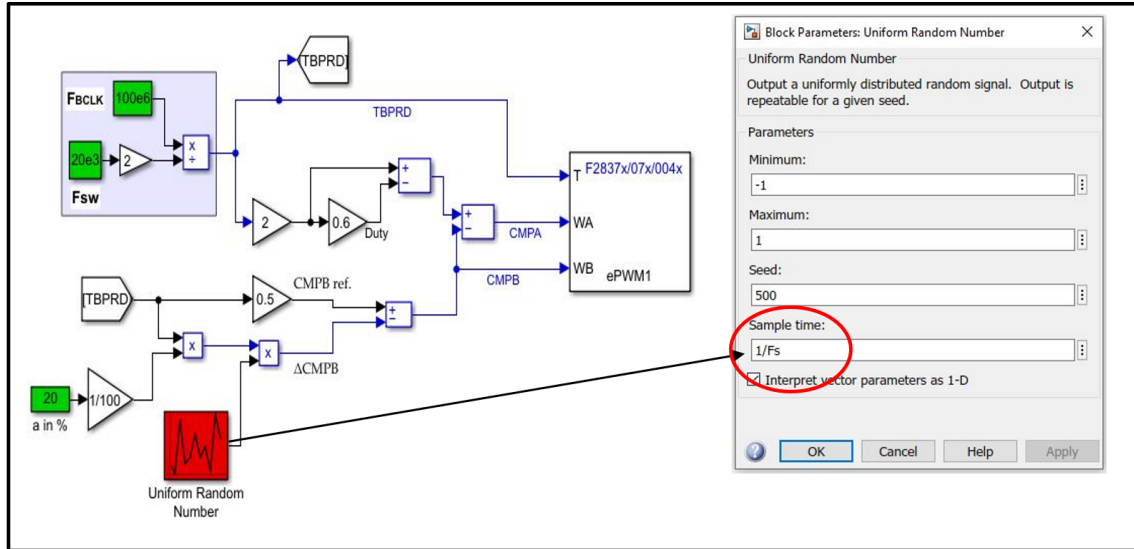 [TBPRD]
FBCLK
100e6
x
÷
20e3
2
Fsw
TBPRD
+
−
2
0.6
Duty
+
−
CMPA
F2837x/07x/004x
T
WA
WB
ePWM1
CMPB
[TBPRD]
0.5
CMPB ref.
+
−
x
x
ΔCMPB
20
1/100
a in %
Uniform Random
Number
Block Parameters: Uniform Random Number
Uniform Random Number
Output a uniformly distributed random signal. Output is
repeatable for a given seed.
Parameters
Minimum:
-1
Maximum:
1
Seed:
500
Sample time:
1/Fs
Interpret vector parameters as 1-D
OK Cancel Help Apply